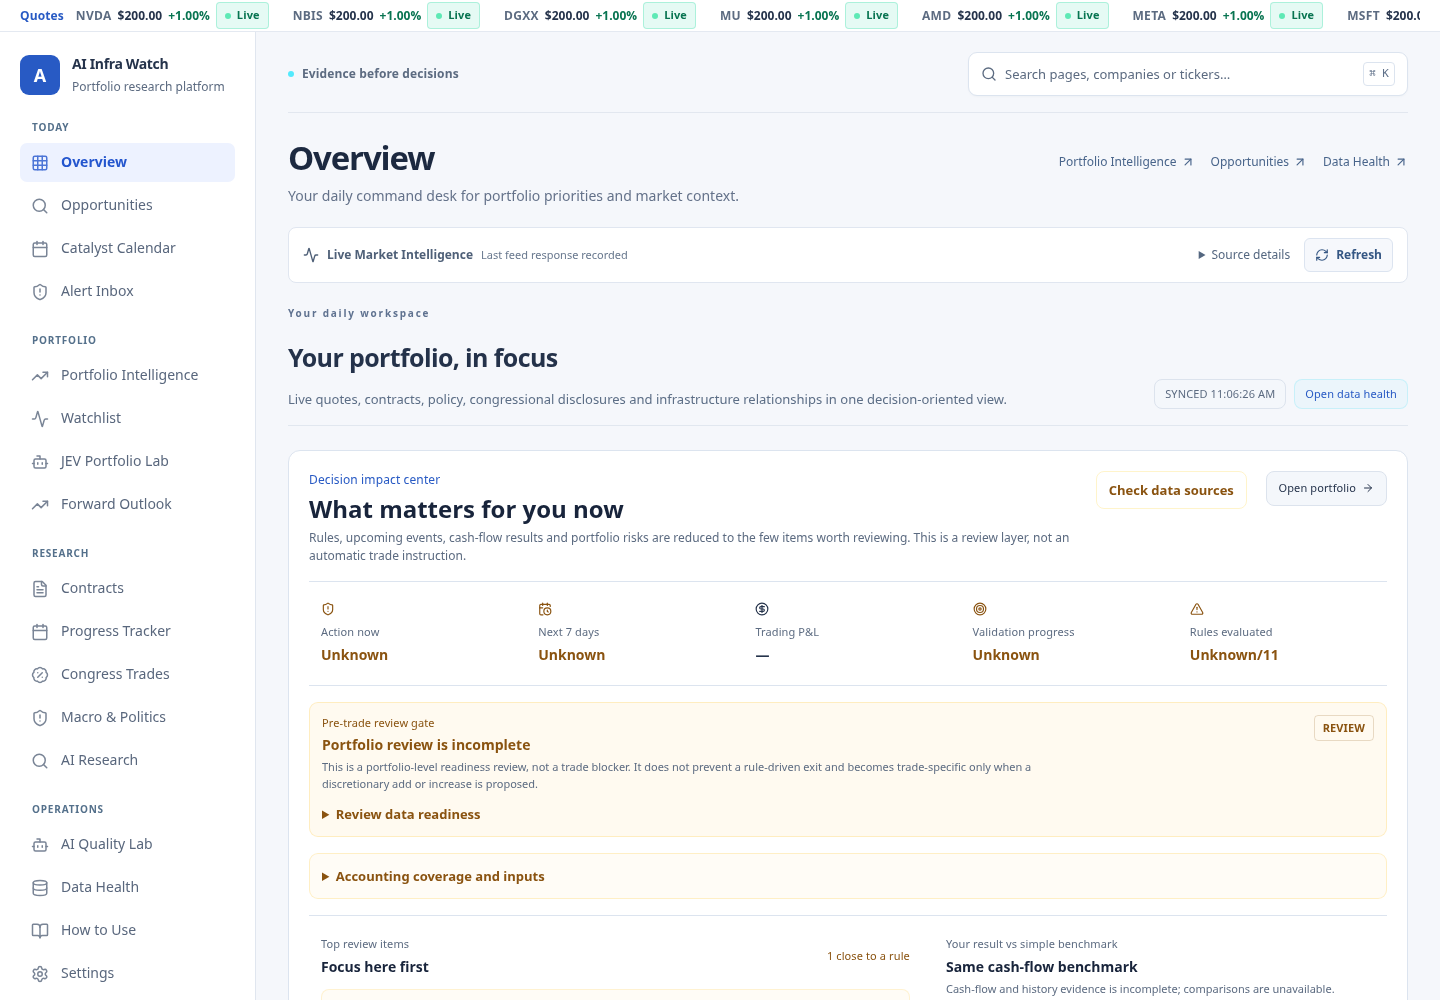 Quotes NVDA $200.00 +1.00% Live NBIS $200.00 +1.00% Live DGXX $200.00 +1.00% Live MU $200.00 +1.00% Live AMD $200.00 +1.00% Live META $200.00 +1.00% Live MSFT
A
AI Infra Watch
Portfolio research platform
TODAY
Overview
Opportunities
Catalyst Calendar
Alert Inbox
PORTFOLIO
Portfolio Intelligence
Watchlist
JEV Portfolio Lab
Forward Outlook
RESEARCH
Contracts
Progress Tracker
Congress Trades
Macro & Politics
AI Research
OPERATIONS
AI Quality Lab
Data Health
How to Use
Settings
Evidence before decisions
Search pages, companies or tickers...
⌘ K
Overview
Portfolio Intelligence Opportunities Data Health
Your daily command desk for portfolio priorities and market context.
Live Market Intelligence Last feed response recorded
Source details
Refresh
Your daily workspace
Your portfolio, in focus
Live quotes, contracts, policy, congressional disclosures and infrastructure relationships in one decision-oriented view.
SYNCED 11:06:26 AM
Open data health
Decision impact center
What matters for you now
Rules, upcoming events, cash-flow results and portfolio risks are reduced to the few items worth reviewing. This is a review layer, not an
automatic trade instruction.
Check data sources
Open portfolio
Action now
Unknown
Next 7 days
Unknown
Trading P&L
—
Validation progress
Unknown
Rules evaluated
Unknown/11
Pre-trade review gate
Portfolio review is incomplete
This is a portfolio-level readiness review, not a trade blocker. It does not prevent a rule-driven exit and becomes trade-specific only when a
discretionary add or increase is proposed.
REVIEW
Review data readiness
Accounting coverage and inputs
Top review items
Focus here first
1 close to a rule
Your result vs simple benchmark
Same cash-flow benchmark
Cash-flow and history evidence is incomplete; comparisons are unavailable.